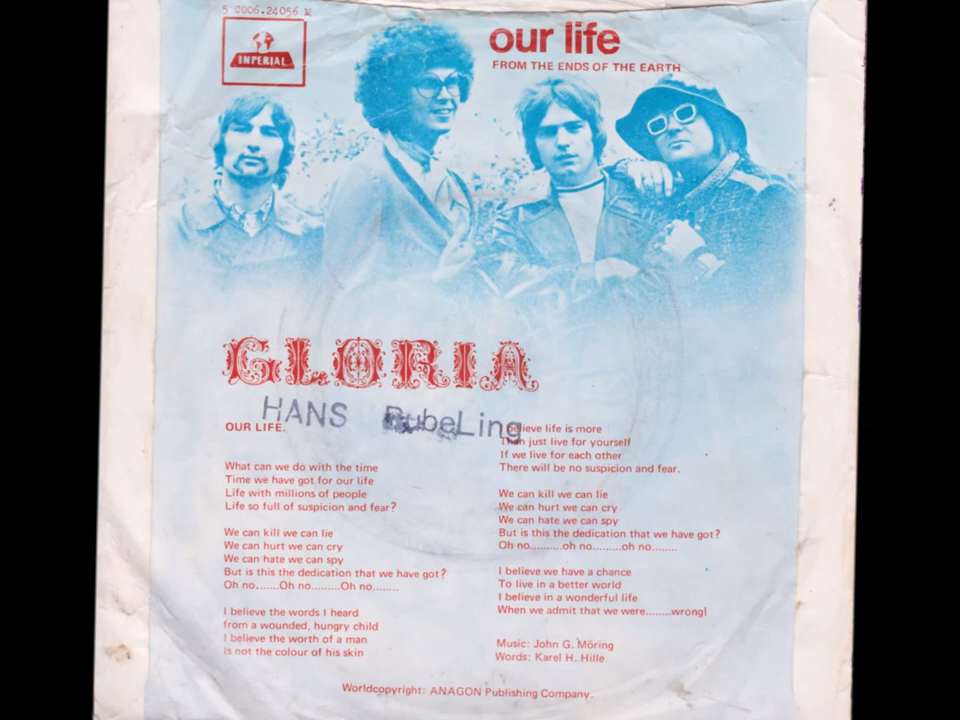 5 C006.24056 M
IMPERIAL
our life
FROM THE ENDS OF THE EARTH
GLORIA
HANS RubeLing
OUR LIFE.
What can we do with the time
Time we have got for our life
Life with millions of people
Life so full of suspicion and fear?
We can kill we can lie
We can hurt we can cry
We can hate we can spy
But is this the dedication that we have got?
Oh no.......Oh no.........Oh no........
I believe the words I heard
from a wounded, hungry child
I believe the worth of a man
is not the colour of his skin
I believe life is more
Then just live for yourself
If we live for each other
There will be no suspicion and fear.
We can kill we can lie
We can hurt we can cry
We can hate we can spy
But is this the dedication that we have got?
Oh no..........oh no.........oh no........
I believe we have a chance
To live in a better world
I believe in a wonderful life
When we admit that we were........wrong!
Music: John G. Möring
Words: Karel H. Hille
Worldcopyright: ANAGON Publishing Company.